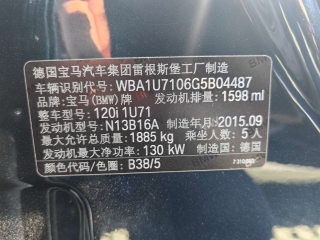 德国宝马汽车集团雷根斯堡工厂制造
车辆识别代号: WBA1U7106G5B04487
品牌: 宝马(BMW)牌 发动机排量: 1598 ml
整车型号: 120i 1U71
发动机型号: N13B16A 制造年月: 2015.09
最大允许总质量: 1885 kg 乘坐人数: 5人
发动机最大净功率: 130 kW 制造国: 德国
车身颜色代码/色图: B38/5